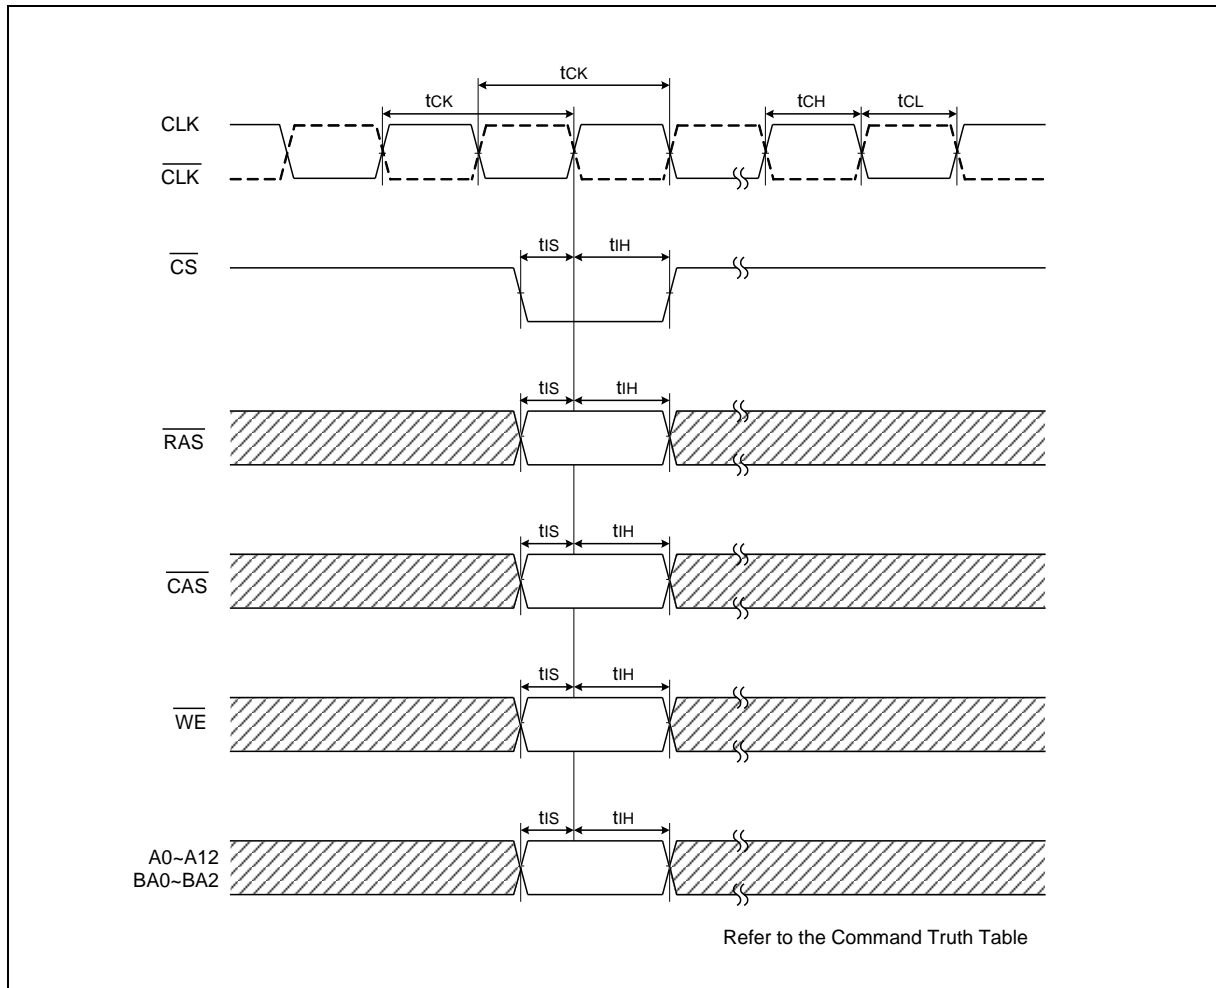 tCK
tCK
tCH
tCL
CLK
CLK
tIS
tIH
CS
tIS
tIH
RAS
tIS
tIH
CAS
tIS
tIH
WE
tIS
tIH
A0~A12
BA0~BA2
Refer to the Command Truth Table